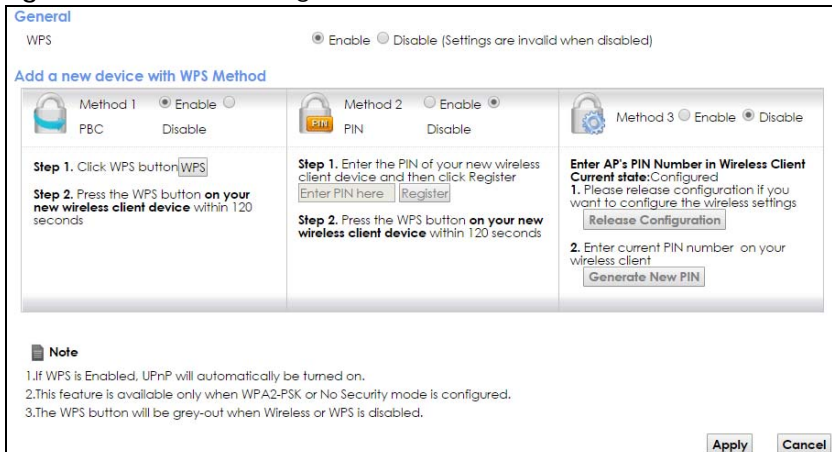 General
WPS Enable Disable (Settings are invalid when disabled)
Add a new device with WPS Method
Method 1 Enable
PBC Disable
Step 1. Click WPS button WPS
Step 2. Press the WPS button on your
new wireless client device within 120
seconds
Method 2 Enable
PIN PIN Disable
Step 1. Enter the PIN of your new wireless
client device and then click Register
Enter PIN here Register
Step 2. Press the WPS button on your new
wireless client device within 120 seconds
Method 3 Enable Disable
Enter AP's PIN Number in Wireless Client
Current state:Configured
1. Please release configuration if you
want to configure the wireless settings
Release Configuration
2. Enter current PIN number on your
wireless client
Generate New PIN
Note
1.If WPS is Enabled, UPnP will automatically be turned on.
2.This feature is available only when WPA2-PSK or No Security mode is configured.
3.The WPS button will be grey-out when Wireless or WPS is disabled.
Apply Cancel